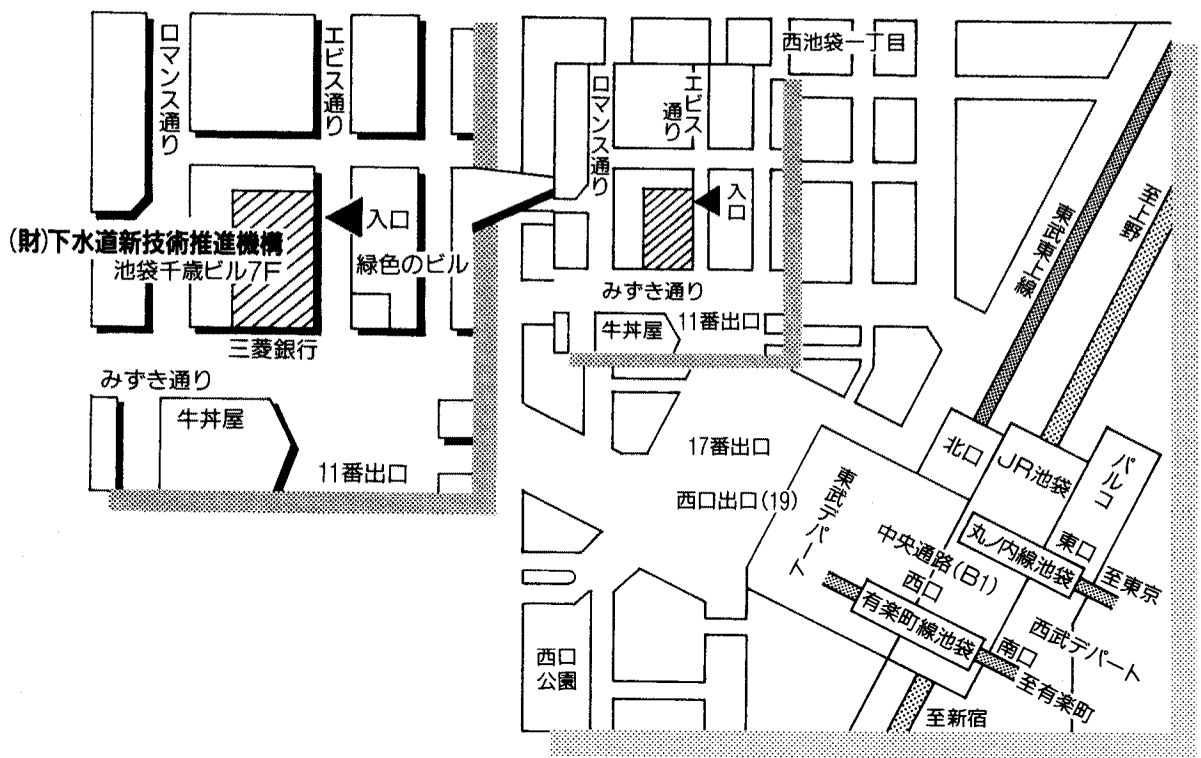 ロマンス通り
エビス通り
入口
(財)下水道新技術推進機構
池袋千歳ビル7F
緑色のビル
三菱銀行
みずき通り
牛丼屋
11番出口
西池袋一丁目
ロマンス通り
エビス
通り
入口
みずき通り
牛丼屋
11番出口
東武東上線
至上野
17番出口
西口出口(19)
東武デパート
北口
JR池袋
パルコ
中央通路(B1)
西口
丸ノ内線池袋
東口
至東京
有楽町線池袋
南口
西武デパート
至有楽町
西口
公園
至新宿